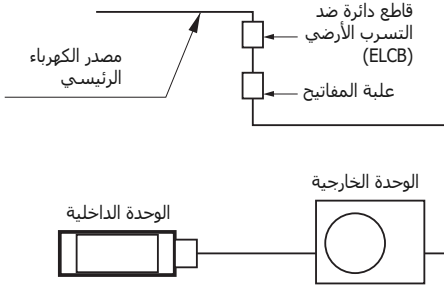 قاطع دائرة ضد
التسرب الأرضي
(ELCB)
مصدر الكهرباء
الرئيسي
علبة المفاتيح
الوحدة الخارجية
الوحدة الداخلية